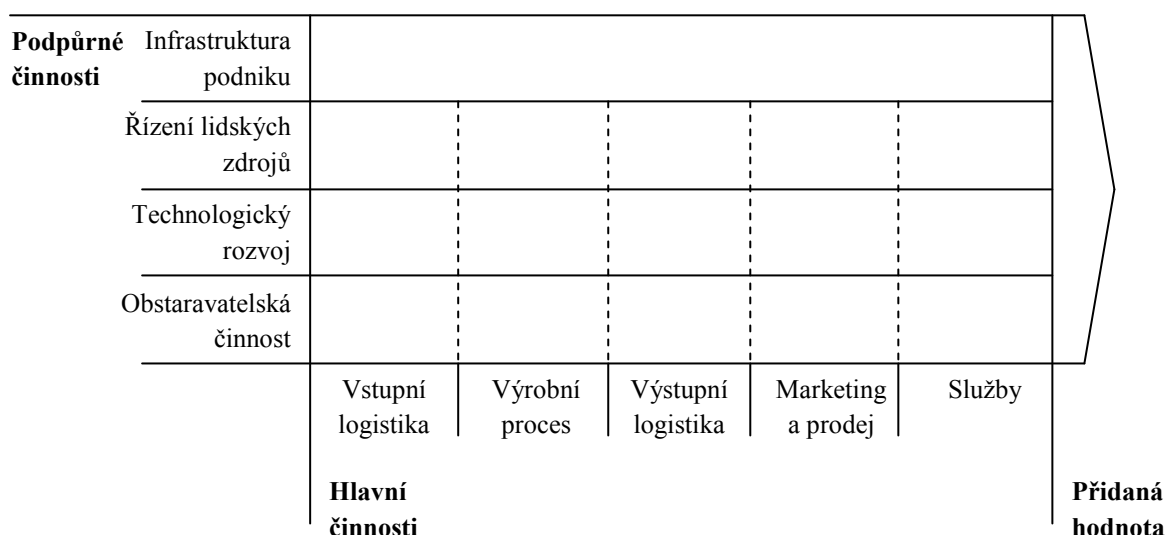 Podpůrné
činnosti
Infrastruktura
podniku
Řízení lidských
zdrojů
Technologický
rozvoj
Obstaravatelská
činnost
Vstupní
logistika
Výrobní
proces
Výstupní
logistika
Marketing
a prodej
Služby
Hlavní
činnosti
Přidaná
hodnota